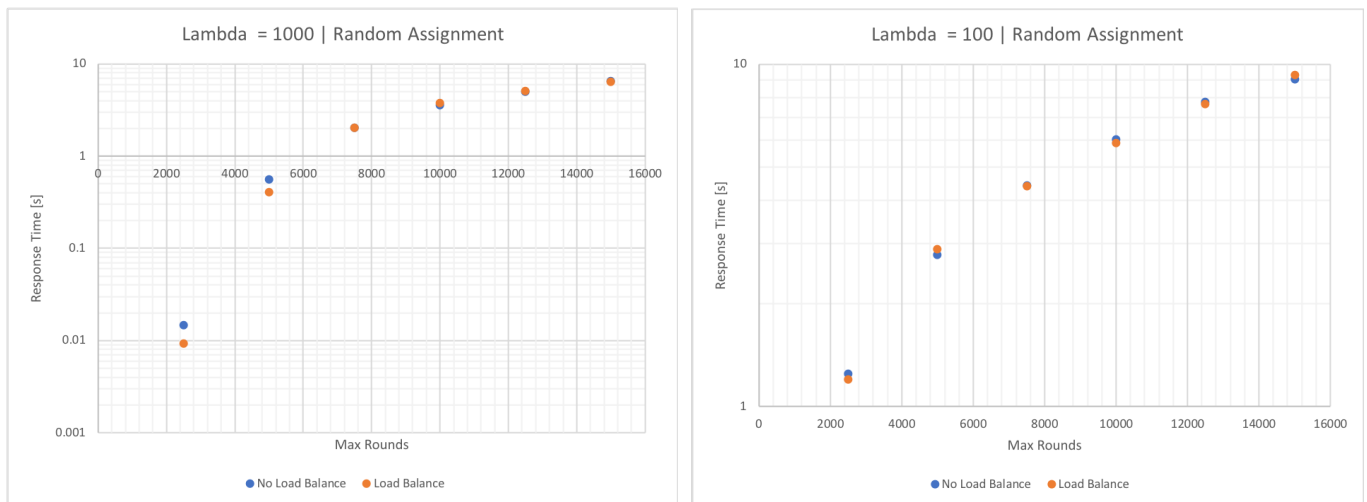 Lambda = 1000 | Random Assignment
10
1
0.1
0.01
0.001
0 2000 4000 6000 8000 10000 12000 14000 16000
Response Time [s]
Max Rounds
No Load Balance Load Balance
Lambda = 100 | Random Assignment
10
1
0 2000 4000 6000 8000 10000 12000 14000 16000
Response Time [s]
Max Rounds
No Load Balance Load Balance